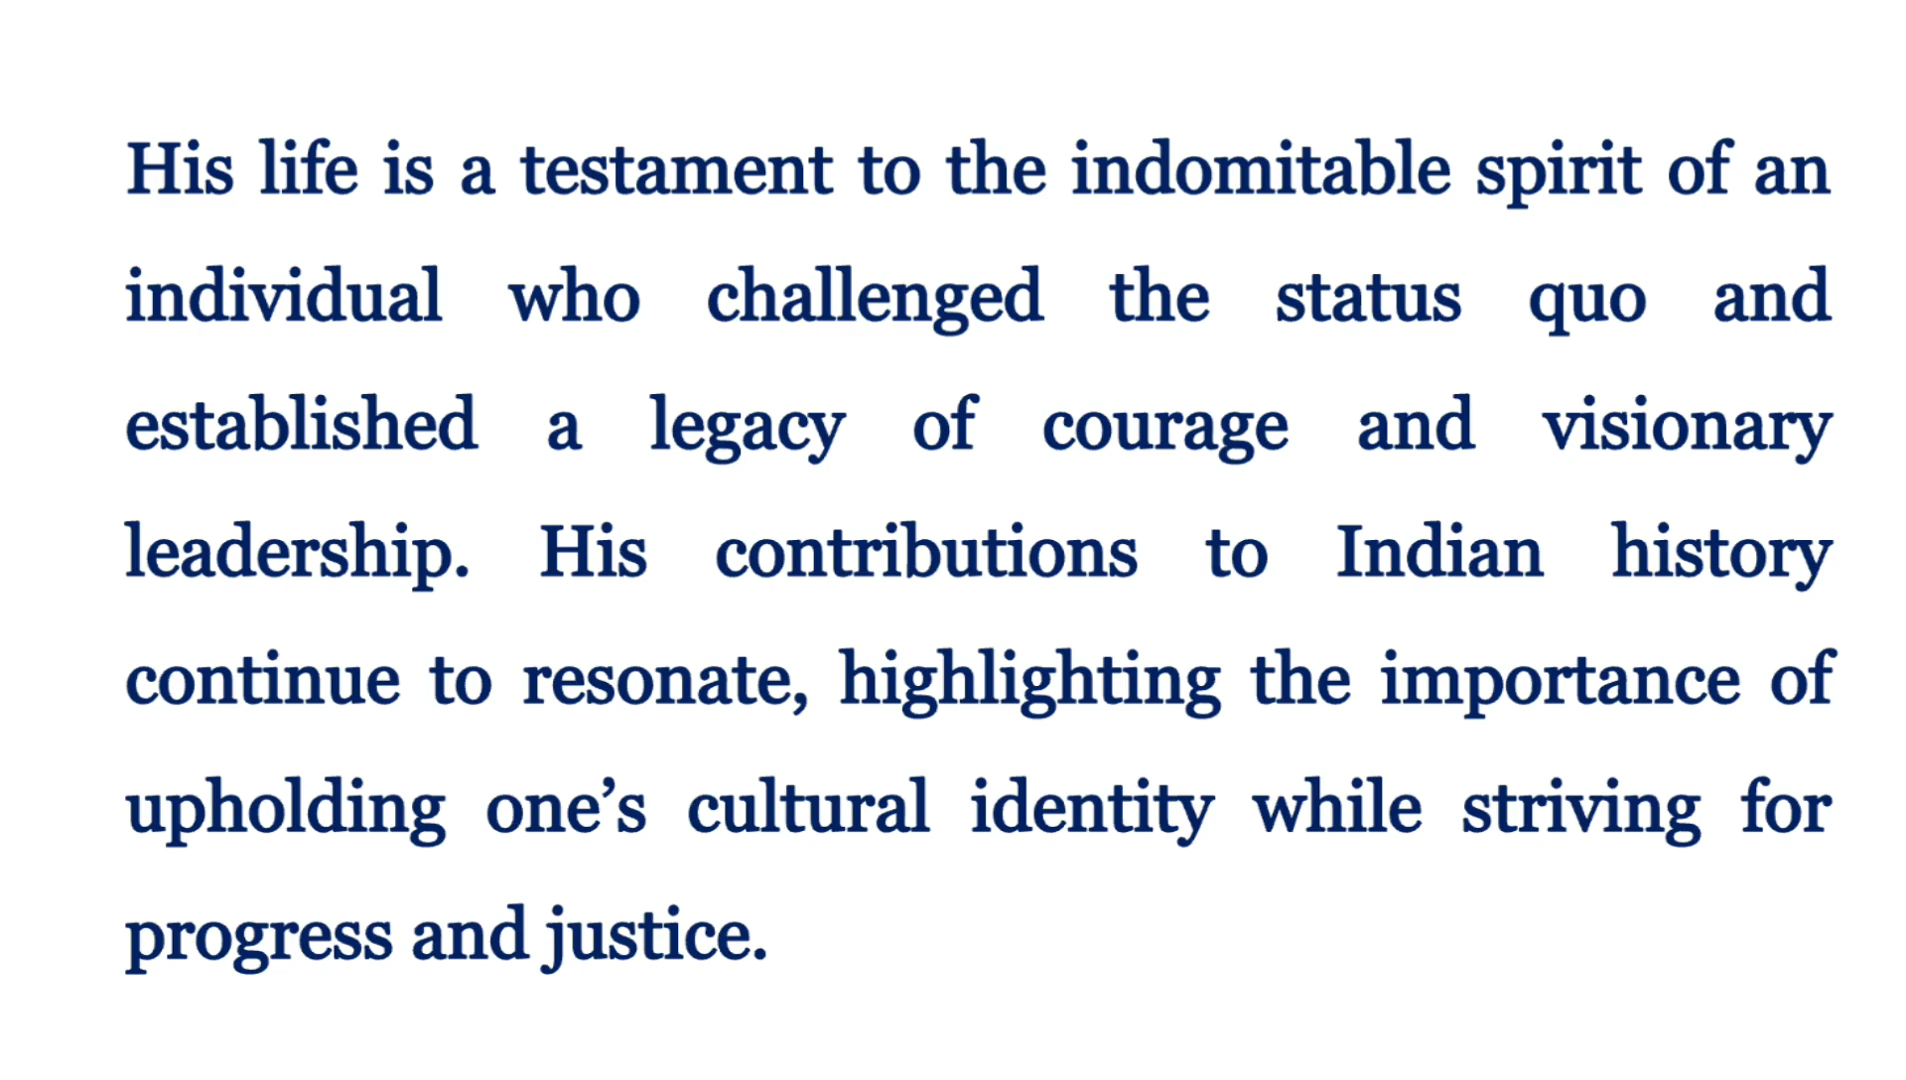 His life is a testament to the indomitable spirit of an
individual who challenged the status quo and
established a legacy of courage and visionary
leadership. His contributions to Indian history
continue to resonate, highlighting the importance of
upholding one’s cultural identity while striving for
progress and justice.